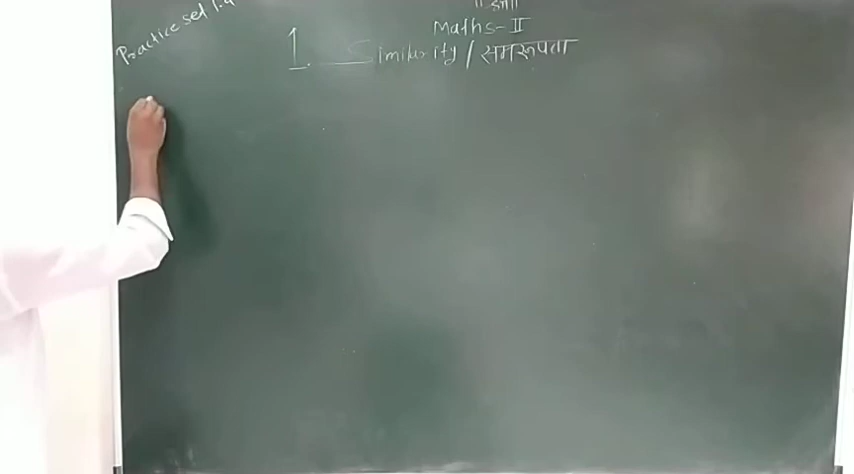 ॥ ॐ ॥
Maths-II
Practice set 1.4
1. Similarity / समरूपता